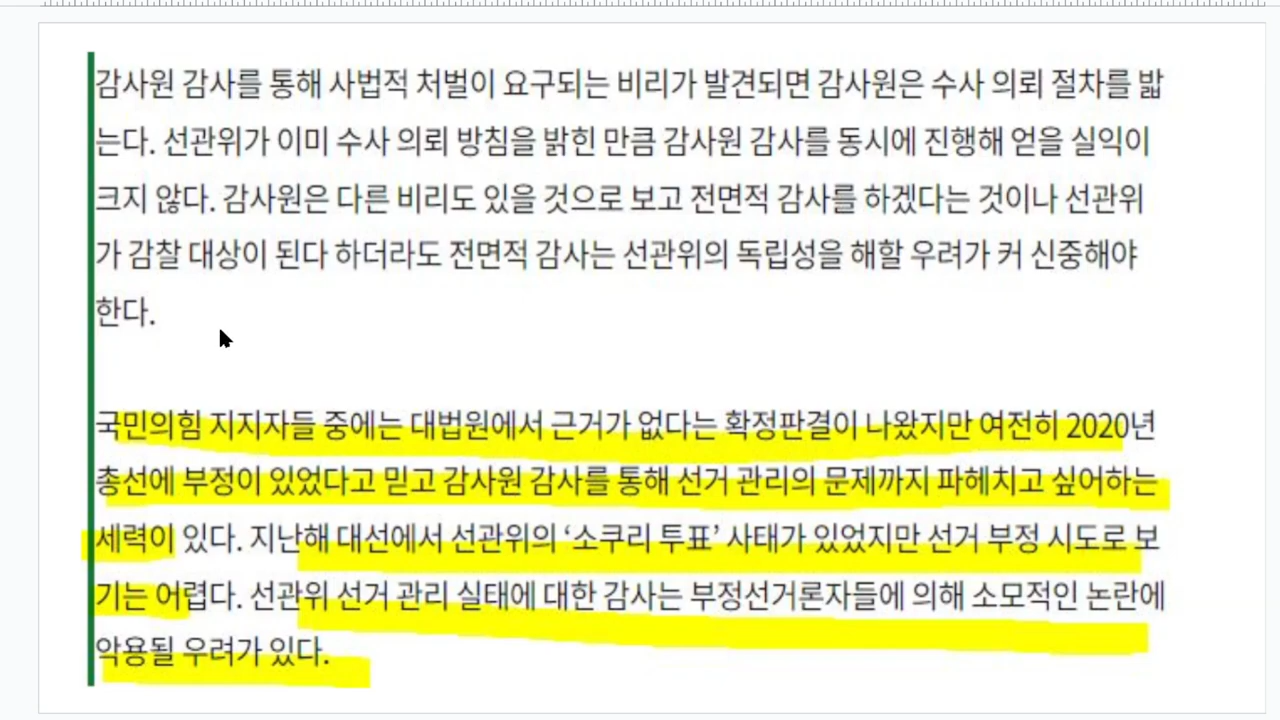 감사원 감사를 통해 사법적 처벌이 요구되는 비리가 발견되면 감사원은 수사 의뢰 절차를 밟
는다. 선관위가 이미 수사 의뢰 방침을 밝힌 만큼 감사원 감사를 동시에 진행해 얻을 실익이
크지 않다. 감사원은 다른 비리도 있을 것으로 보고 전면적 감사를 하겠다는 것이나 선관위
가 감찰 대상이 된다 하더라도 전면적 감사는 선관위의 독립성을 해할 우려가 커 신중해야
한다.
국민의힘 지지자들 중에는 대법원에서 근거가 없다는 확정판결이 나왔지만 여전히 2020년
총선에 부정이 있었다고 믿고 감사원 감사를 통해 선거 관리의 문제까지 파헤치고 싶어하는
세력이 있다. 지난해 대선에서 선관위의 ‘소쿠리 투표’ 사태가 있었지만 선거 부정 시도로 보
기는 어렵다. 선관위 선거 관리 실태에 대한 감사는 부정선거론자들에 의해 소모적인 논란에
악용될 우려가 있다.